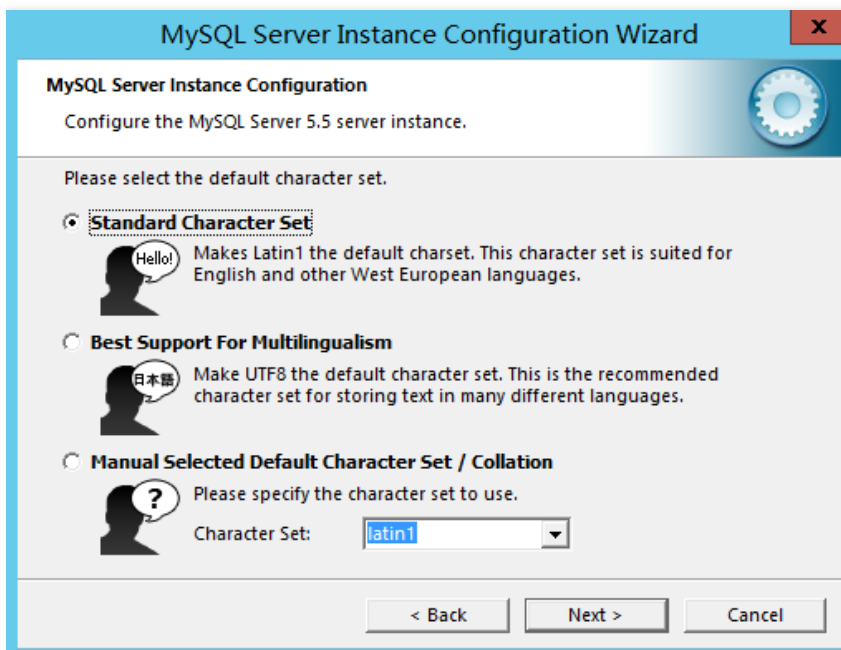 MySQL Server Instance Configuration Wizard
x
MySQL Server Instance Configuration
Configure the MySQL Server 5.5 server instance.
Please select the default character set.
Standard Character Set
Hello!
Makes Latin1 the default charset. This character set is suited for
English and other West European languages.
Best Support For Multilingualism
日本語
Make UTF8 the default character set. This is the recommended
character set for storing text in many different languages.
Manual Selected Default Character Set / Collation
?
Please specify the character set to use.
Character Set: latin1
< Back Next > Cancel